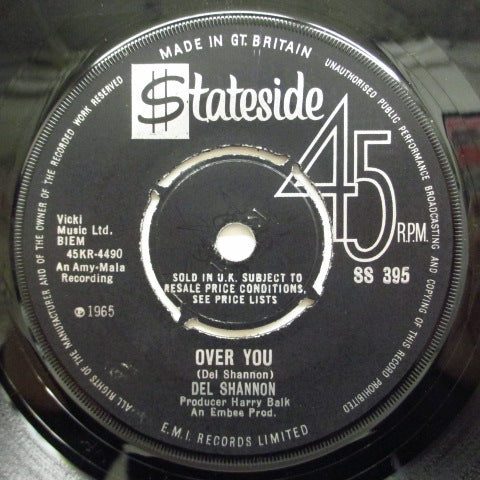 MADE IN GT. BRITAIN
UNAUTHORISED PUBLIC PERFORMANCE BROADCASTING AND COPYING OF THIS RECORD PROHIBITED
ALL RIGHTS OF THE MANUFACTURER AND OF THE OWNER OF THE RECORDED WORK RESERVED
$tateside
45
R.P.M.
SS 395
Vicki
Music Ltd.
BIEM
45KR-4490
An Amy-Mala
Recording
℗1965
SOLD IN U.K. SUBJECT TO
RESALE PRICE CONDITIONS,
SEE PRICE LISTS
OVER YOU
(Del Shannon)
DEL SHANNON
Producer Harry Balk
An Embee Prod.
E.M.I. RECORDS LIMITED